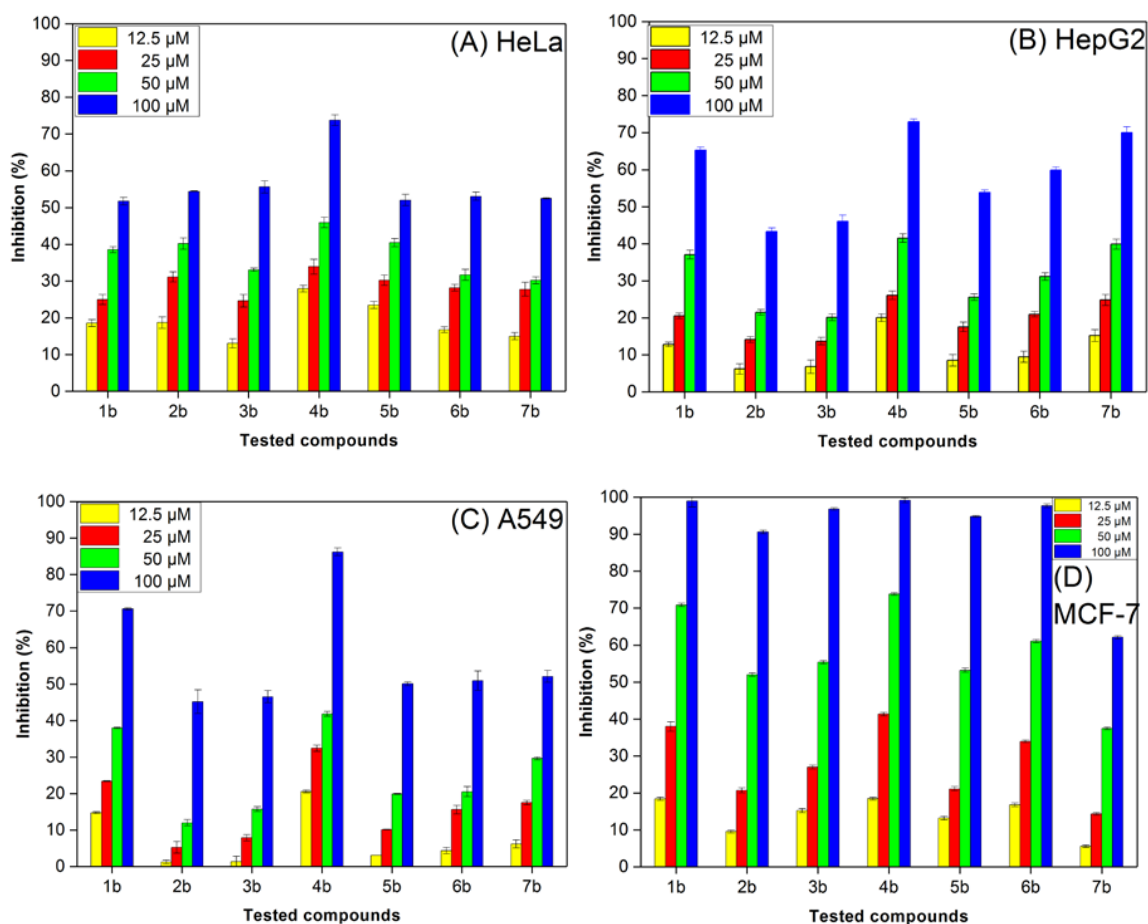 (A) HeLa
12.5 µM
25 µM
50 µM
100 µM
Inhibition (%)
100
90
80
70
60
50
40
30
20
10
0
1b 2b 3b 4b 5b 6b 7b
Tested compounds
(B) HepG2
12.5 µM
25 µM
50 µM
100 µM
Inhibition (%)
100
90
80
70
60
50
40
30
20
10
0
1b 2b 3b 4b 5b 6b 7b
Tested compounds
(C) A549
12.5 µM
25 µM
50 µM
100 µM
Inhibition (%)
100
90
80
70
60
50
40
30
20
10
0
1b 2b 3b 4b 5b 6b 7b
Tested compounds
12.5 µM
25 µM
50 µM
100 µM
(D)
MCF-7
Inhibition (%)
100
90
80
70
60
50
40
30
20
10
0
1b 2b 3b 4b 5b 6b 7b
Tested compounds